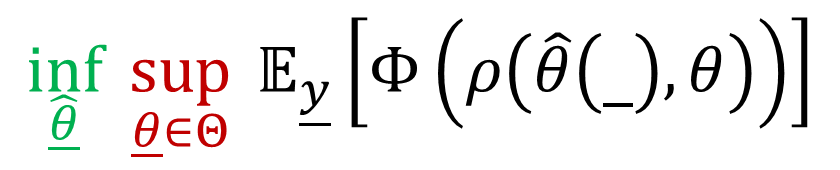 inf sup 𝔼_y [Φ(ρ(θ̂(_), θ))]
θ̂ θ∈Θ